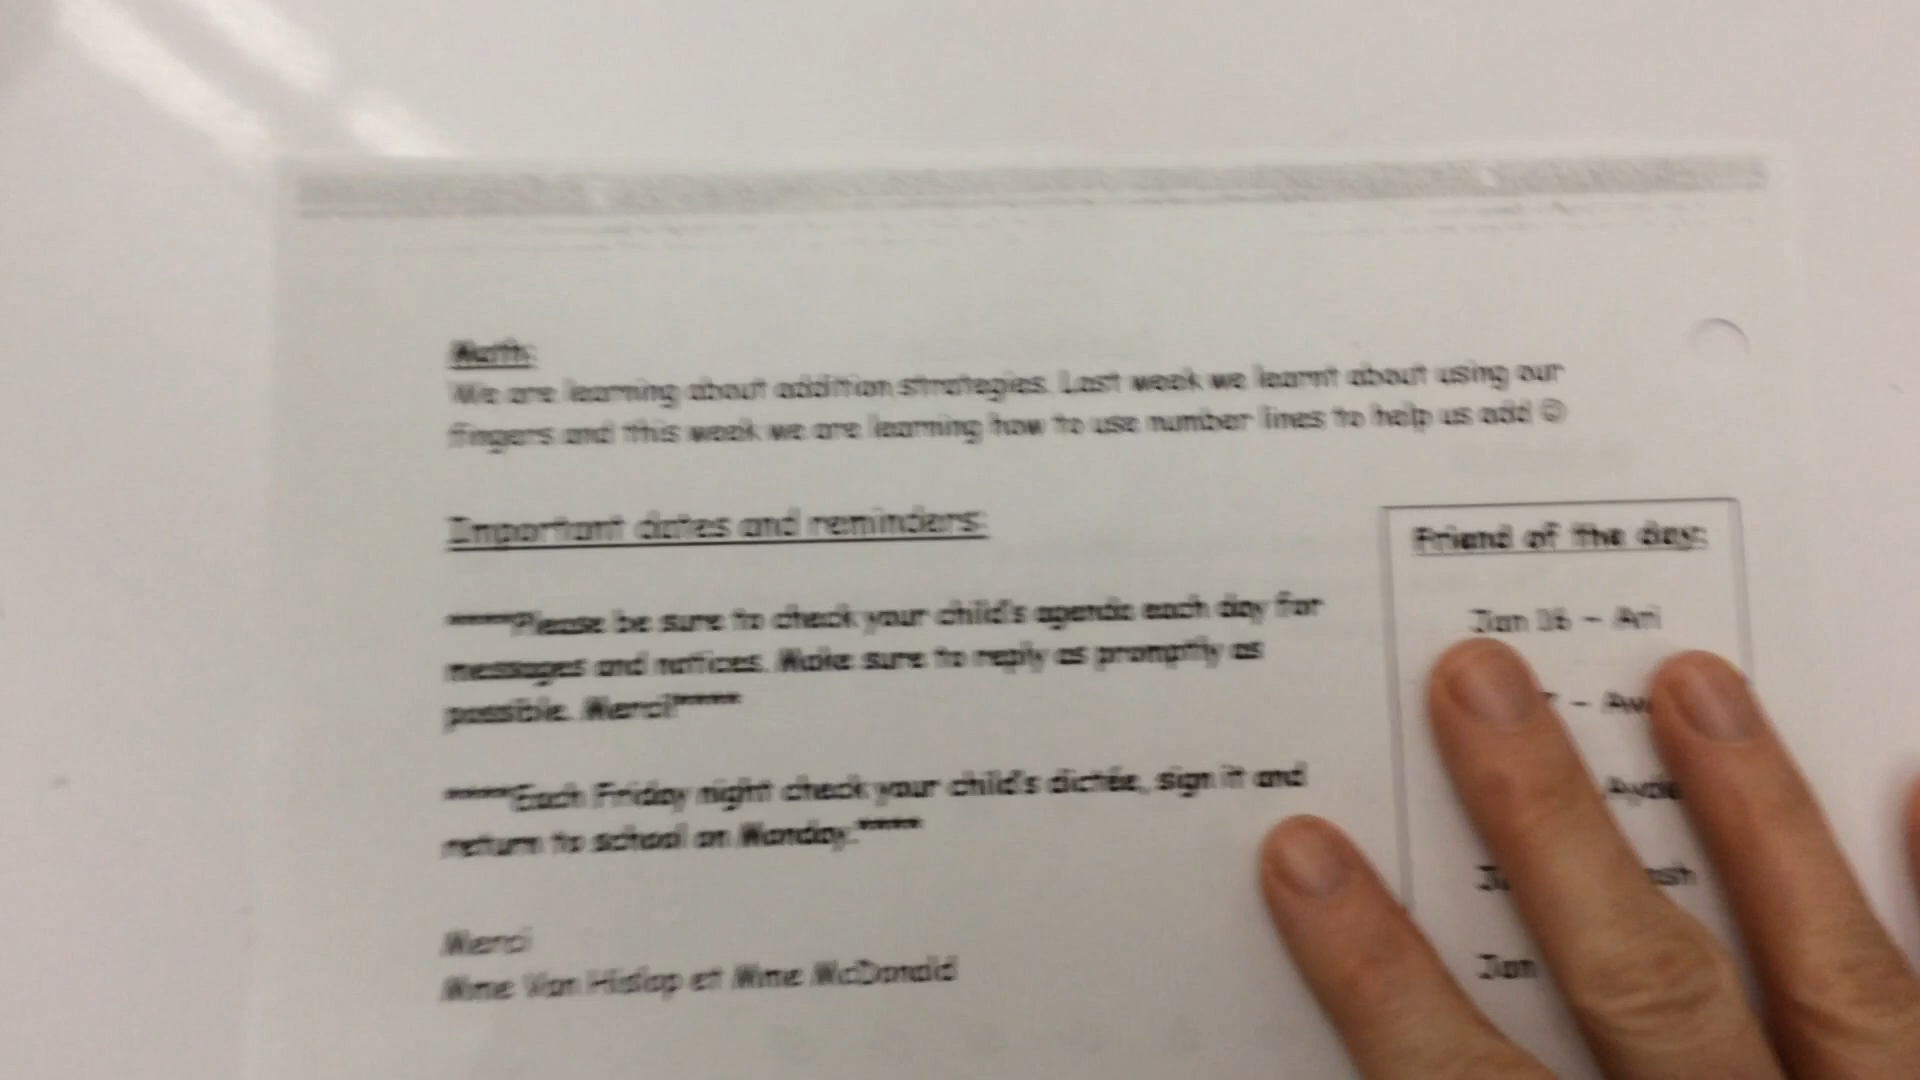 Math:
We are learning about addition strategies. Last week we learnt about using our
fingers and this week we are learning how to use number lines to help us add ☺
Important dates and reminders:
****Please be sure to check your child's agenda each day for
messages and notices. Make sure to reply as promptly as
possible. Merci!****
****Each Friday night check your child's dictée, sign it and
return to school on Monday.****
Merci
Mme Van Hislop et Mme McDonald
Friend of the day:
Jan 16 - Ari
-
Jan